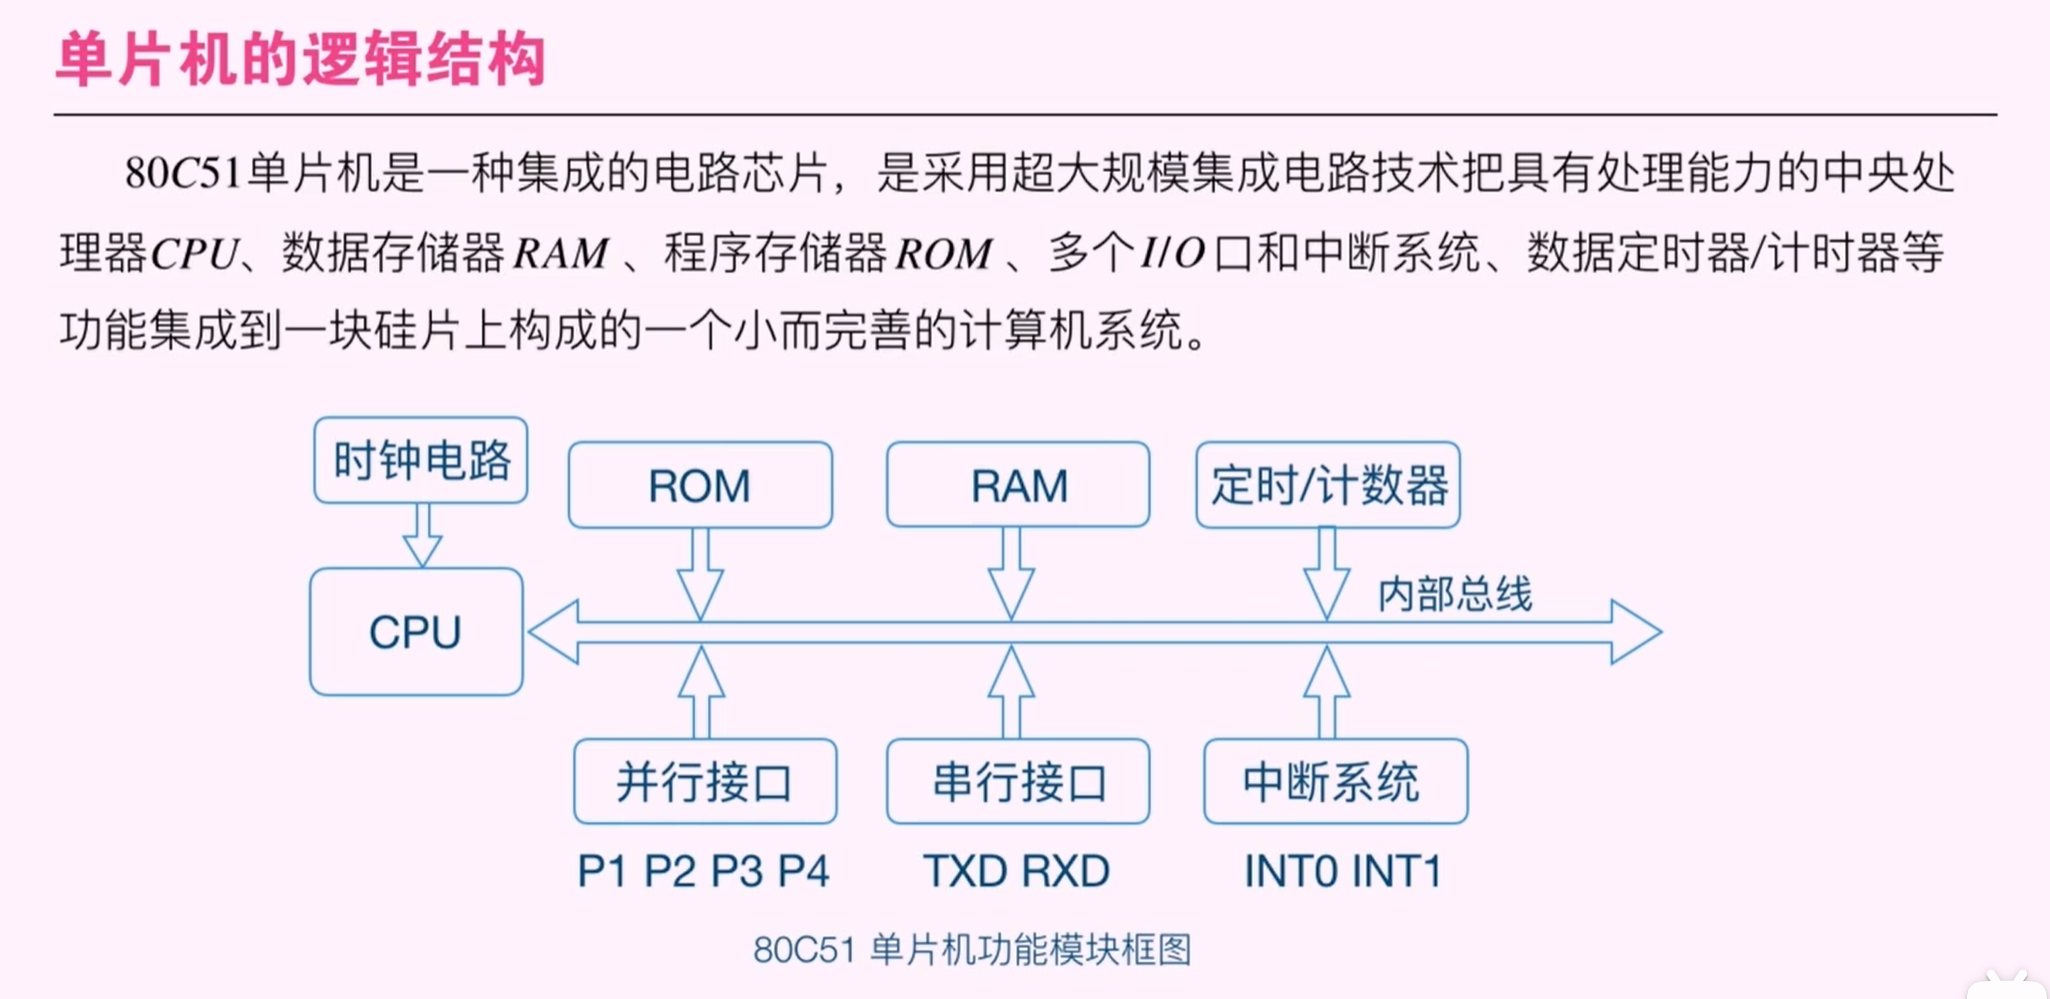 单片机的逻辑结构
80C51单片机是一种集成的电路芯片，是采用超大规模集成电路技术把具有处理能力的中央处
理器CPU、数据存储器RAM、程序存储器ROM、多个I/O口和中断系统、数据定时器/计时器等
功能集成到一块硅片上构成的一个小而完善的计算机系统。
时钟电路
ROM
RAM
定时/计数器
内部总线
CPU
并行接口
串行接口
中断系统
P1 P2 P3 P4
TXD RXD
INT0 INT1
80C51 单片机功能模块框图